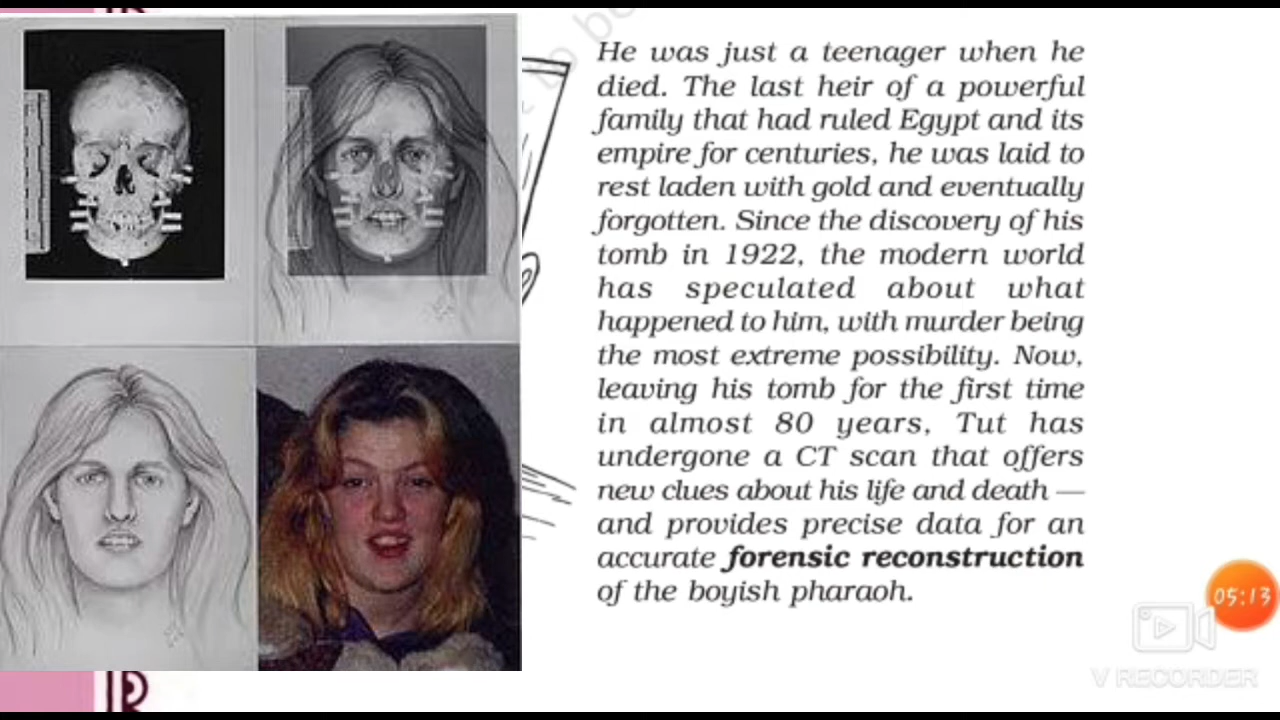 to be
He was just a teenager when he
died. The last heir of a powerful
family that had ruled Egypt and its
empire for centuries, he was laid to
rest laden with gold and eventually
forgotten. Since the discovery of his
tomb in 1922, the modern world
has speculated about what
happened to him, with murder being
the most extreme possibility. Now,
leaving his tomb for the first time
in almost 80 years, Tut has
undergone a CT scan that offers
new clues about his life and death —
and provides precise data for an
accurate forensic reconstruction
of the boyish pharaoh.
05:13
V RECORDER